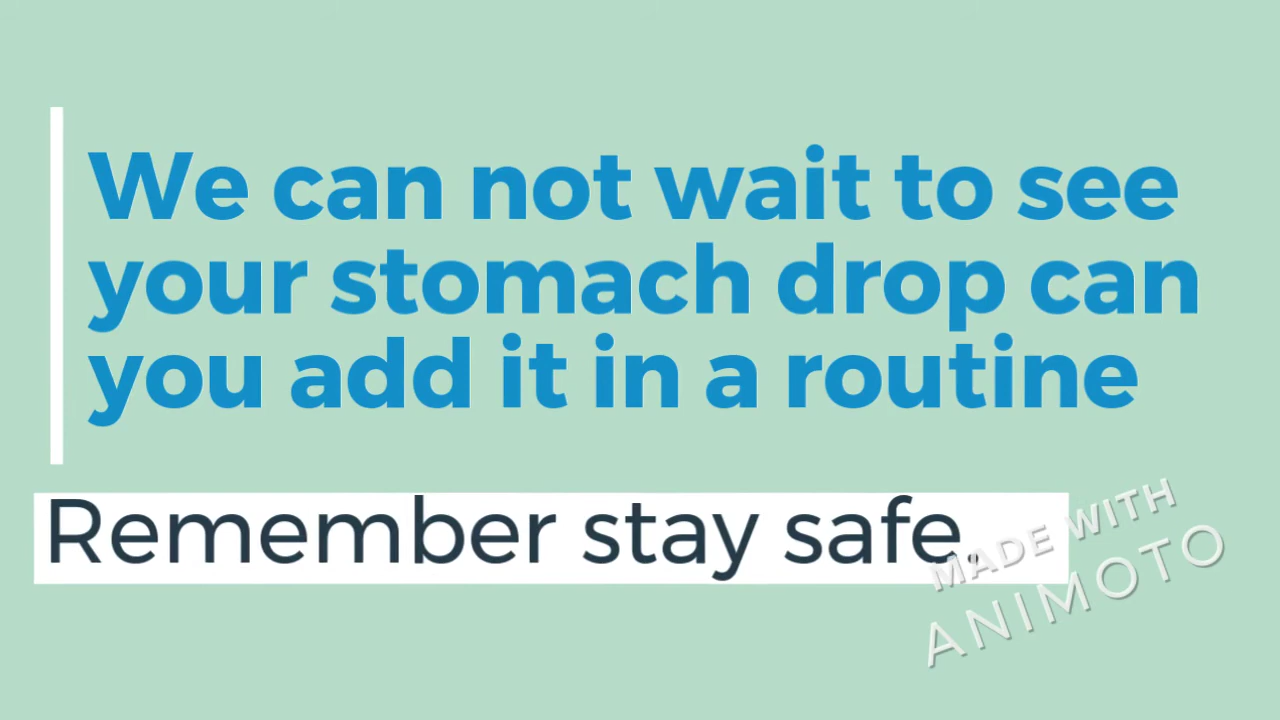 We can not wait to see
your stomach drop can
you add it in a routine
Remember stay safe.
MADE WITH
ANIMOTO